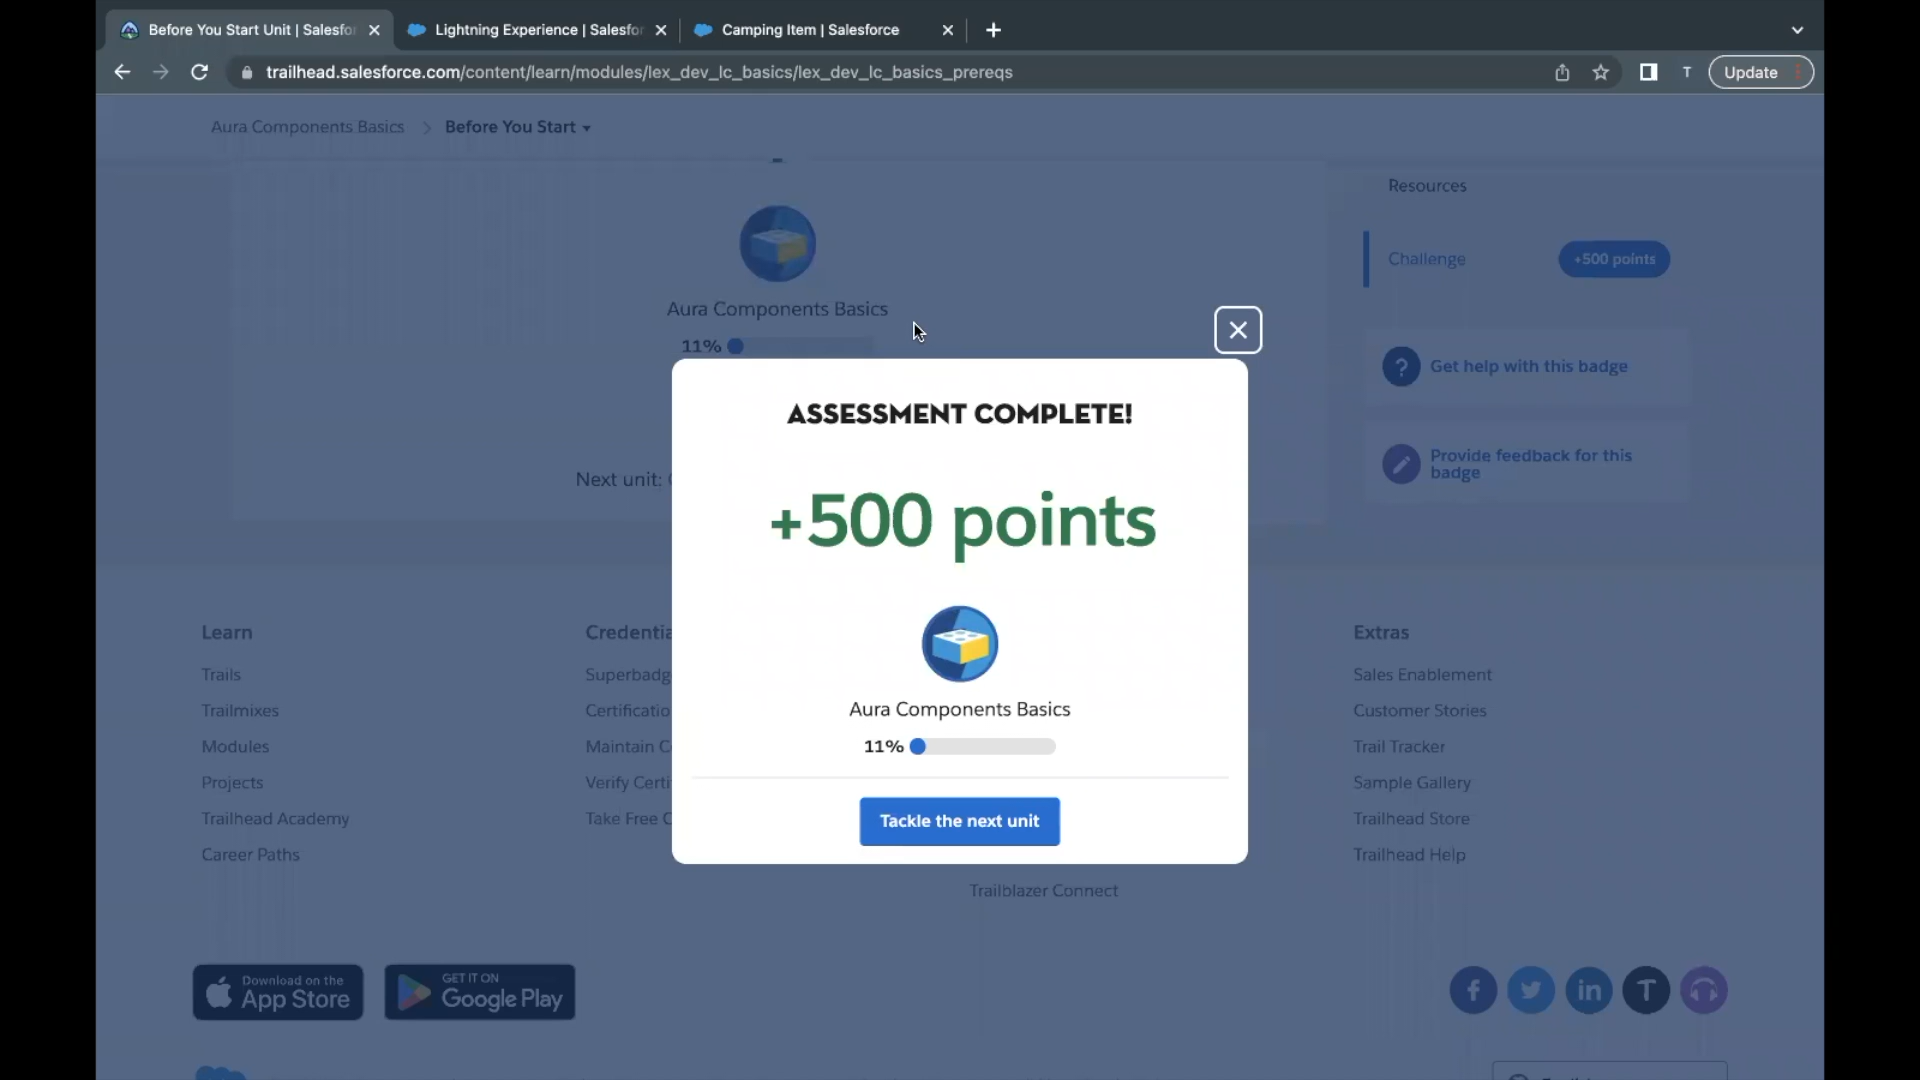 Before You Start Unit | Salesfor
Lightning Experience | Salesfor
Camping Item | Salesforce
trailhead.salesforce.com/content/learn/modules/lex_dev_lc_basics/lex_dev_lc_basics_prereqs
T
Update
Aura Components Basics
Before You Start
Resources
Challenge
+500 points
Aura Components Basics
11%
Get help with this badge
Provide feedback for this
badge
Next unit:
ASSESSMENT COMPLETE!
+500 points
Aura Components Basics
11%
Tackle the next unit
Learn
Trails
Trailmixes
Modules
Projects
Trailhead Academy
Career Paths
Credentia
Superbadg
Certificatio
Maintain C
Verify Certi
Take Free C
Trailblazer Connect
Extras
Sales Enablement
Customer Stories
Trail Tracker
Sample Gallery
Trailhead Store
Trailhead Help
Download on the
App Store
GET IT ON
Google Play